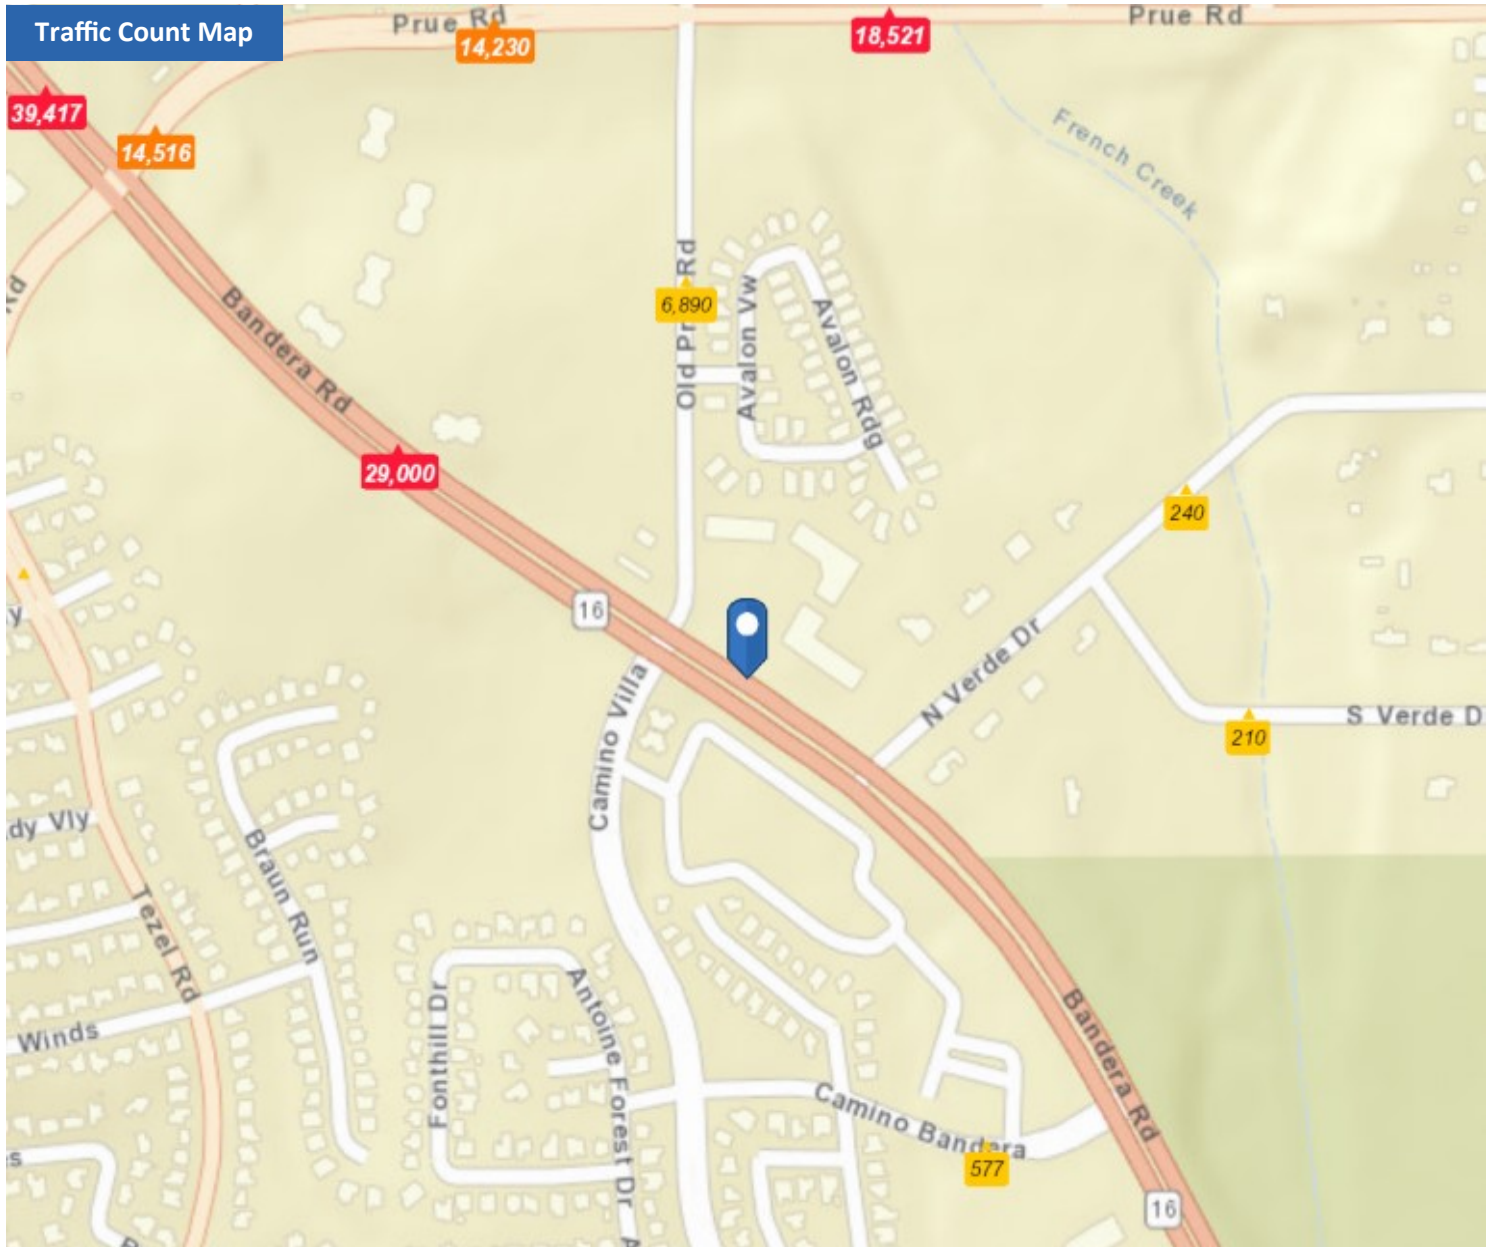 Traffic Count Map
Prue Rd
14,230
18,521
Prue Rd
39,417
14,516
French Creek
Rd
Bandera Rd
6,890
Avalon Vw
Avalon Rdg
29,000
240
16
N Verde Dr
S Verde D
210
Camino Villa
dy Vly
Braun Run
Tezel Rd
Winds
Fonthill Dr
Antoine Forest Dr
Bandera Rd
Camino Bandera
577
16